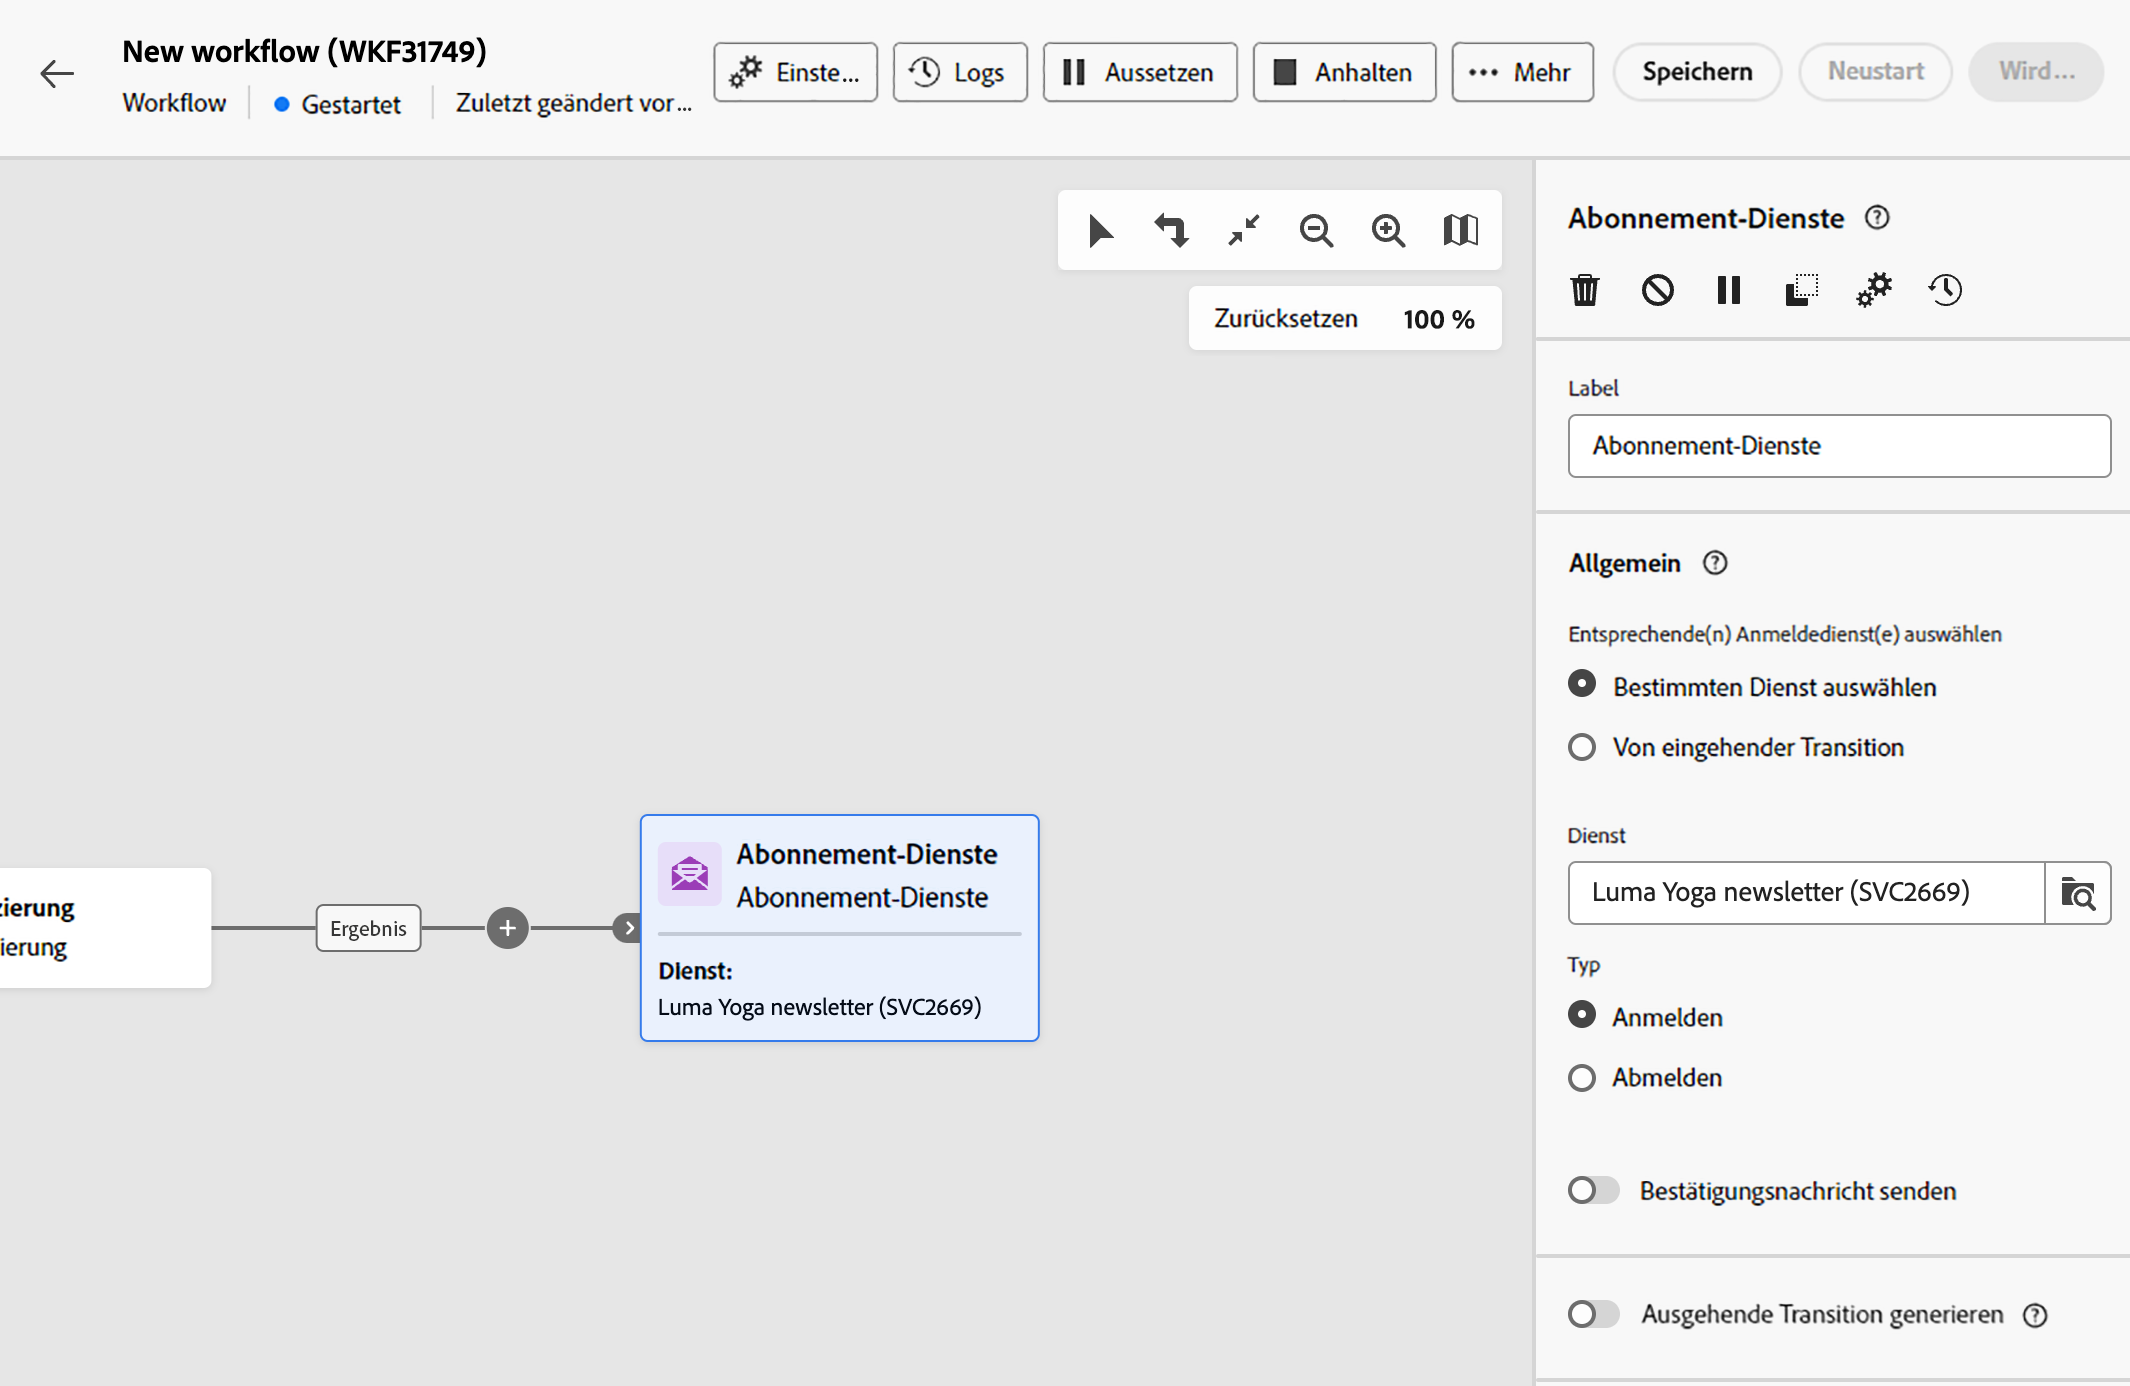 New workflow (WKF31749)
Workflow
Gestartet
Zuletzt geändert vor...
Einste...
Logs
Aussetzen
Anhalten
Mehr
Speichern
Neustart
Wird...
Zurücksetzen 100 %
zierung
ierung
Ergebnis
Abonnement-Dienste
Abonnement-Dienste
Dienst:
Luma Yoga newsletter (SVC2669)
Abonnement-Dienste
Label
Abonnement-Dienste
Allgemein
Entsprechende(n) Anmeldedienst(e) auswählen
Bestimmten Dienst auswählen
Von eingehender Transition
Dienst
Luma Yoga newsletter (SVC2669)
Typ
Anmelden
Abmelden
Bestätigungsnachricht senden
Ausgehende Transition generieren